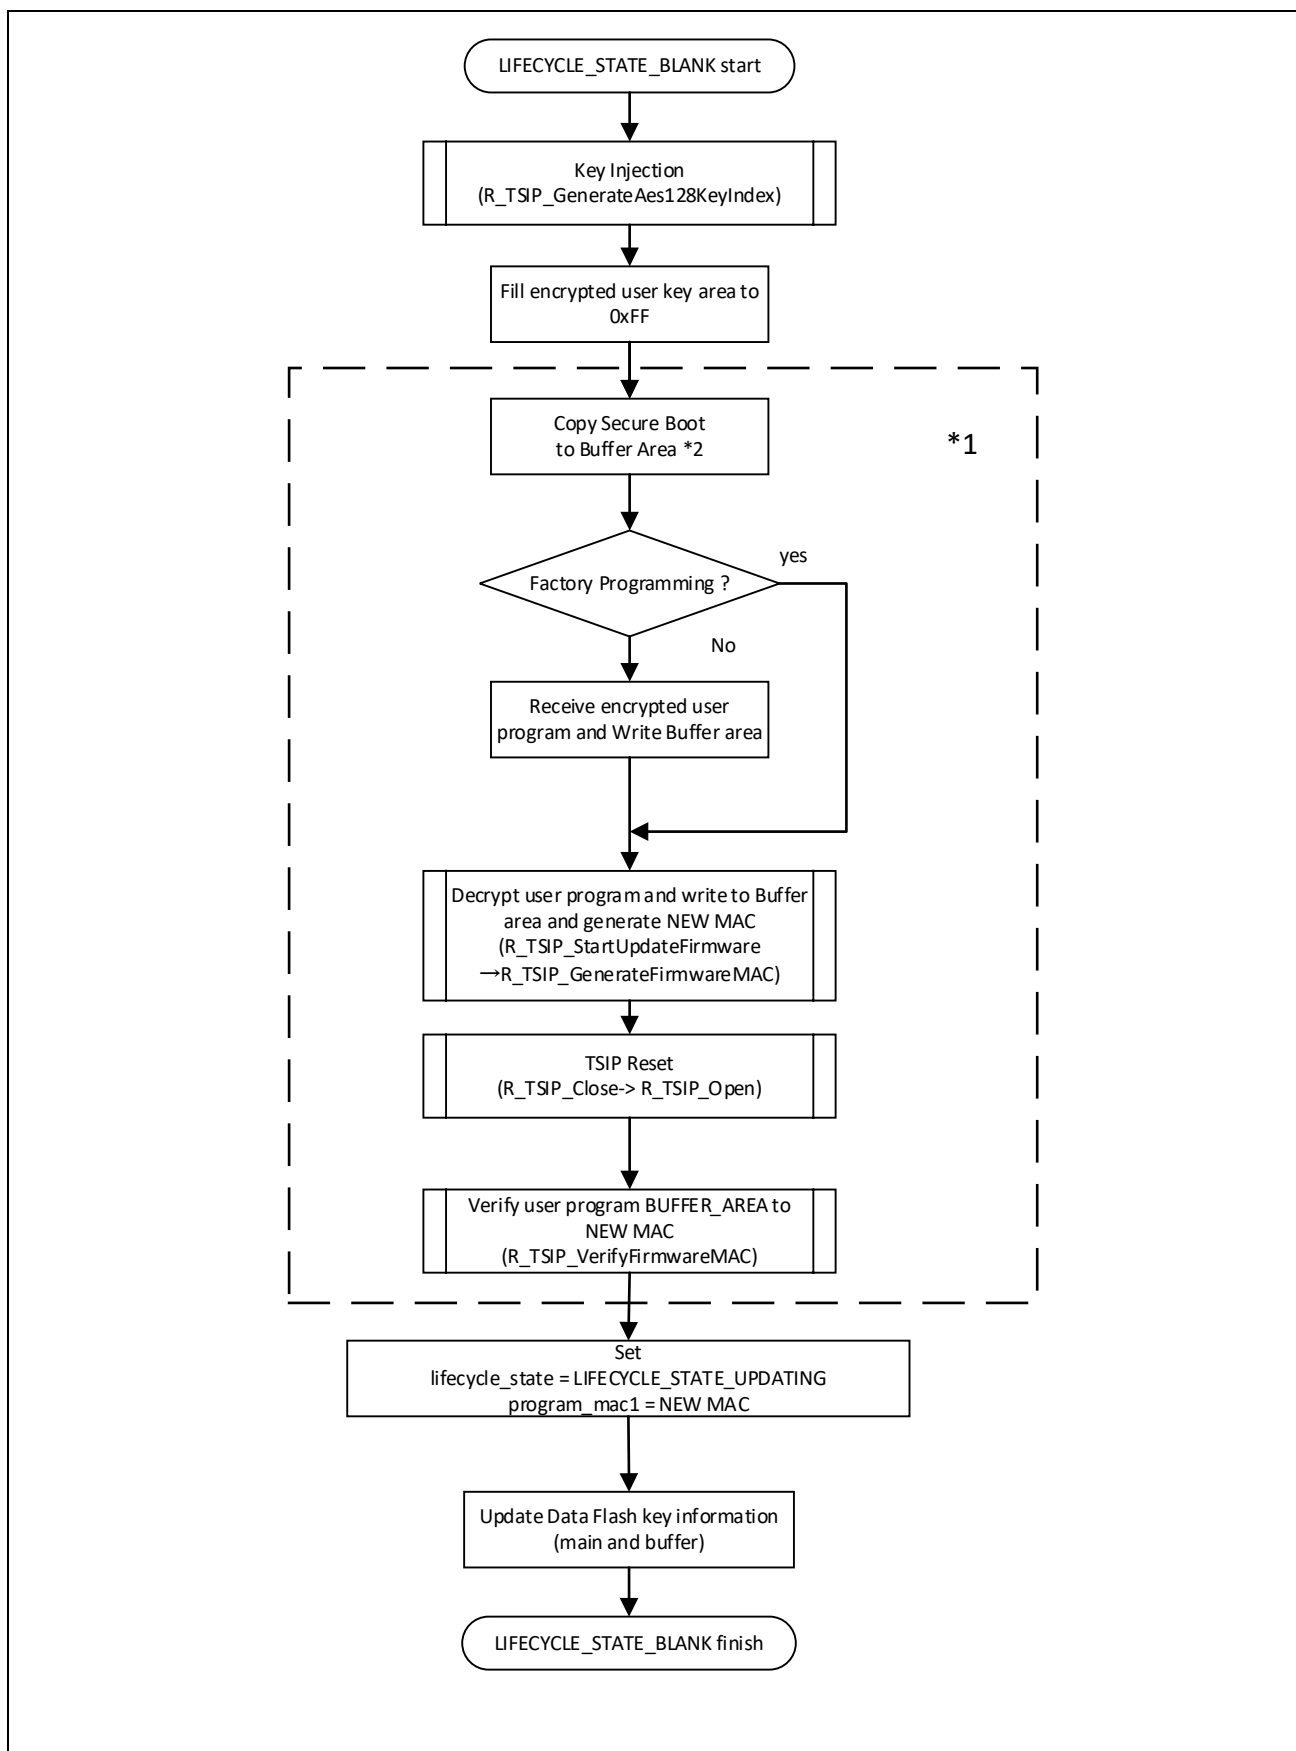 LIFECYCLE_STATE_BLANK start
Key Injection
(R_TSIP_GenerateAes128KeyIndex)
Fill encrypted user key area to
0xFF
Copy Secure Boot
to Buffer Area *2
*1
Factory Programming ?
yes
No
Receive encrypted user
program and Write Buffer area
Decrypt user program and write to Buffer
area and generate NEW MAC
(R_TSIP_StartUpdateFirmware
→R_TSIP_GenerateFirmwareMAC)
TSIP Reset
(R_TSIP_Close-> R_TSIP_Open)
Verify user program BUFFER_AREA to
NEW MAC
(R_TSIP_VerifyFirmwareMAC)
Set
lifecycle_state = LIFECYCLE_STATE_UPDATING
program_mac1 = NEW MAC
Update Data Flash key information
(main and buffer)
LIFECYCLE_STATE_BLANK finish